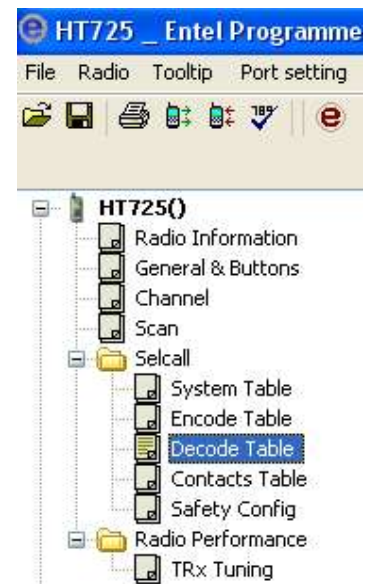 HT725 _ Entel Programme
File Radio Tooltip Port setting
789
e
HT725()
Radio Information
General & Buttons
Channel
Scan
Selcall
System Table
Encode Table
Decode Table
Contacts Table
Safety Config
Radio Performance
TRx Tuning